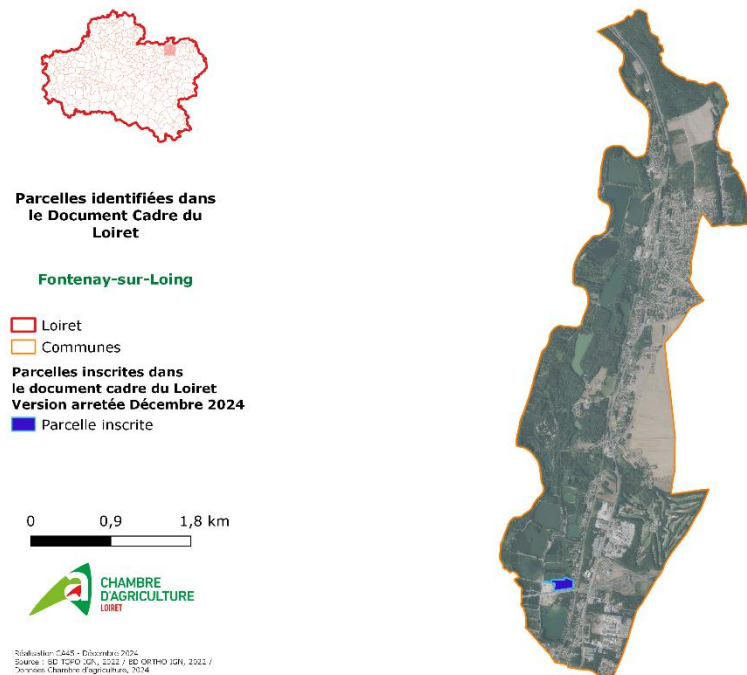 Parcelles identifiées dans
le Document Cadre du
Loiret
Fontenay-sur-Loing
Loiret
Communes
Parcelles inscrites dans
le document cadre du Loiret
Version arretée Décembre 2024
Parcelle inscrite
0 0,9 1,8 km
CHAMBRE
D'AGRICULTURE
LOIRET
Réalisation CA45 - Décembre 2024
Source : BD TOPO IGN, 2022 / BD ORTHO IGN, 2022 /
Données Chambre d'agriculture, 2024